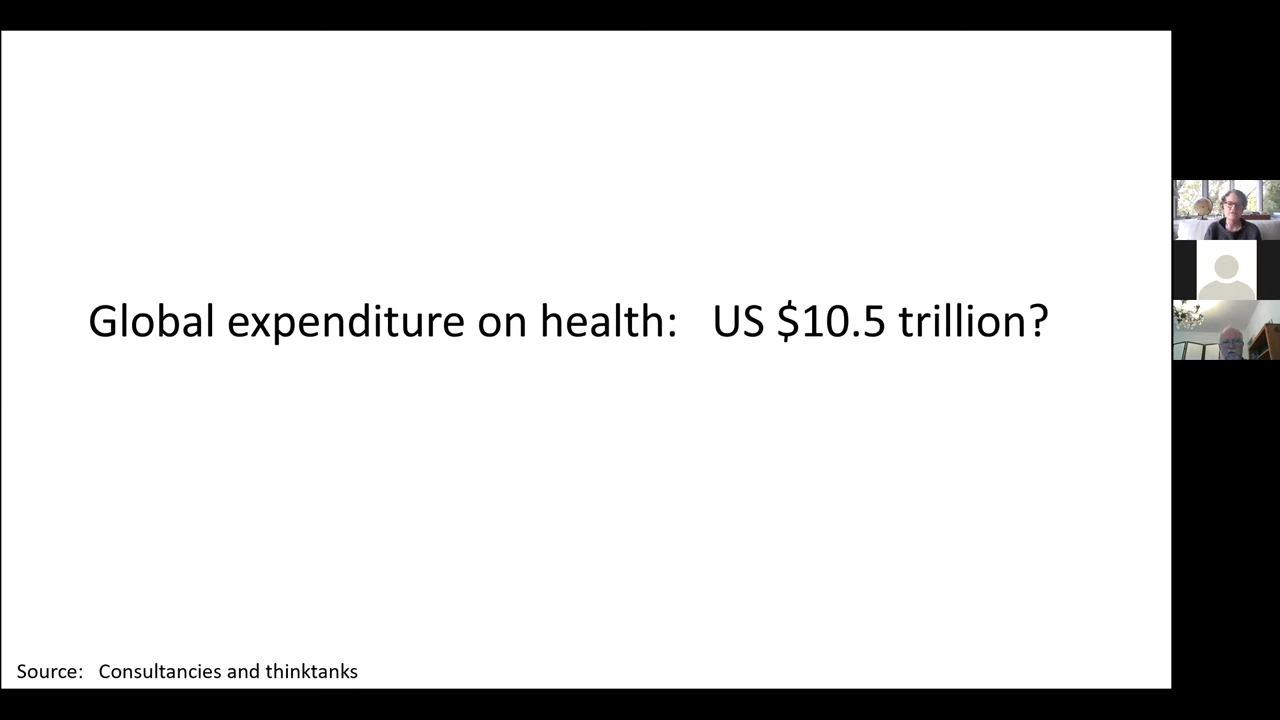 Global expenditure on health: US $10.5 trillion?
Source: Consultancies and thinktanks